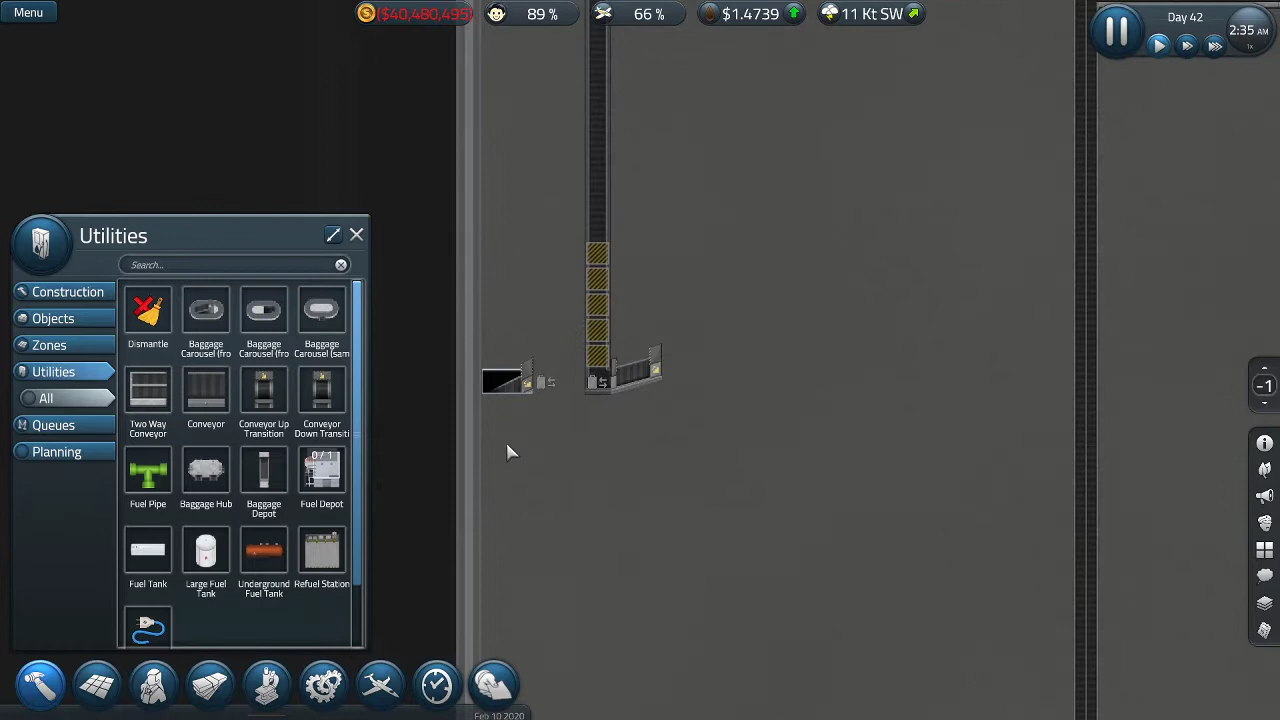 Menu
($40,480,495)
89 %
66 %
$1.4739
11 Kt SW
Day 42
2:35 AM
1x
Utilities
Search...
Construction
Objects
Zones
Utilities
All
Queues
Planning
Dismantle
Baggage Carousel (fro
Baggage Carousel (fro
Baggage Carousel (sam
Two Way Conveyor
Conveyor
Conveyor Up Transition
Conveyor Down Transiti
0/1
Fuel Pipe
Baggage Hub
Baggage Depot
Fuel Depot
Fuel Tank
Large Fuel Tank
Underground Fuel Tank
Refuel Station
-1
Feb 10 2020